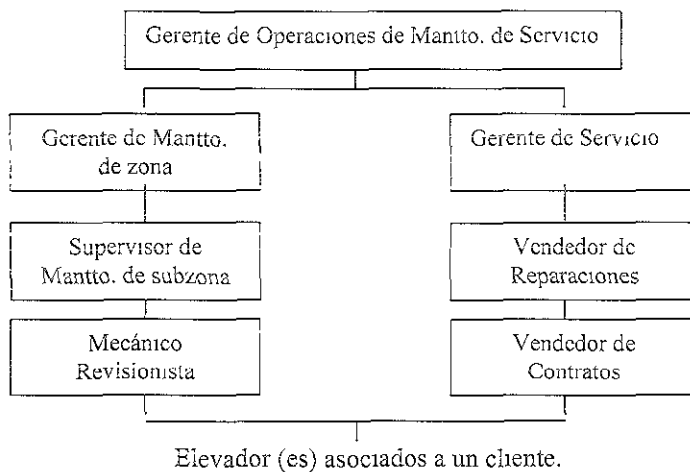 Gerente de Operaciones de Mantto. de Servicio
Gerente de Mantto.
de zona
Gerente de Servicio
Supervisor de
Mantto. de subzona
Vendedor de
Reparaciones
Mecánico
Revisionista
Vendedor de
Contratos
Elevador (es) asociados a un cliente.